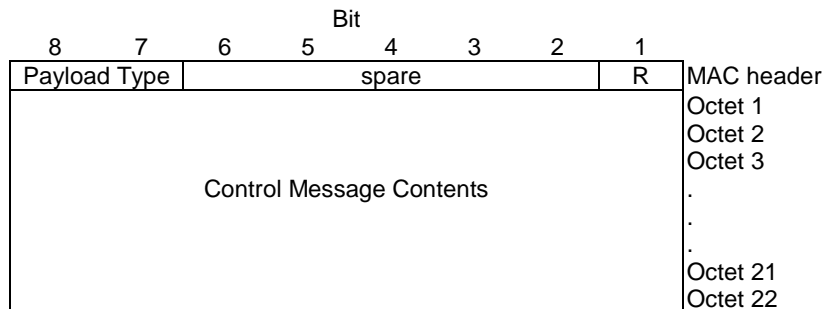 Bit
8 7 6 5 4 3 2 1
Payload Type spare R MAC header
Octet 1
Octet 2
Octet 3
Control Message Contents .
.
.
Octet 21
Octet 22